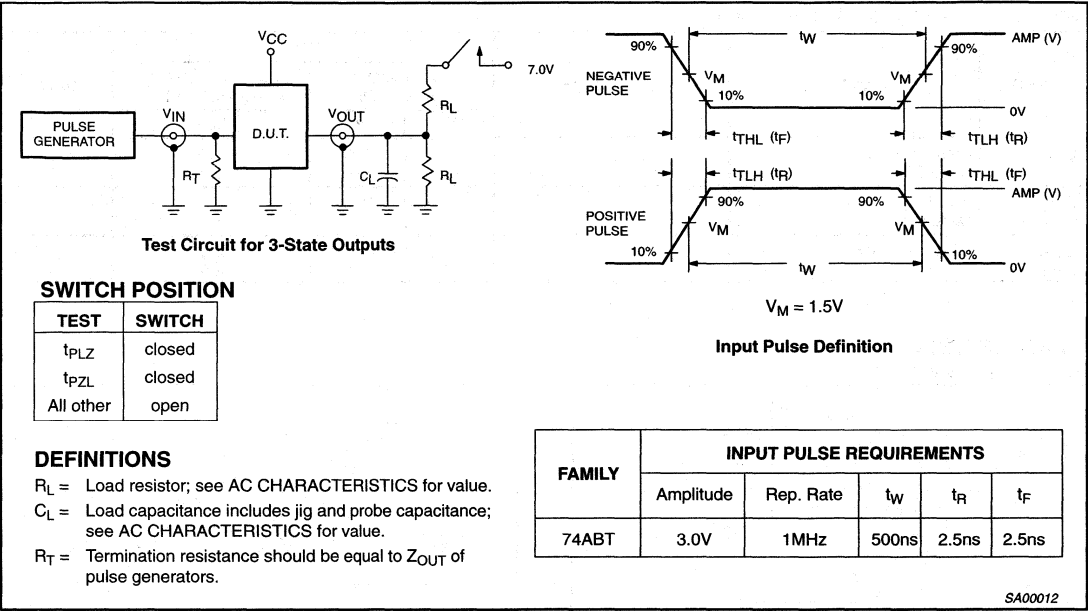 VCC
7.0V
RL
PULSE
GENERATOR
VIN
D.U.T.
VOUT
RT
CL
RL
Test Circuit for 3-State Outputs
SWITCH POSITION
TEST SWITCH
tPLZ closed
tPZL closed
All other open
DEFINITIONS
RL = Load resistor; see AC CHARACTERISTICS for value.
CL = Load capacitance includes jig and probe capacitance;
see AC CHARACTERISTICS for value.
RT = Termination resistance should be equal to ZOUT of
pulse generators.
tW
90% 90% AMP (V)
NEGATIVE
PULSE
VM VM
10% 10%
0V
tTHL (tF) tTLH (tR)
tTLH (tR) tTHL (tF)
AMP (V)
90% 90%
POSITIVE
PULSE
VM VM
10% 10%
tW 0V
VM = 1.5V
Input Pulse Definition
FAMILY INPUT PULSE REQUIREMENTS
Amplitude Rep. Rate tW tR tF
74ABT 3.0V 1MHz 500ns 2.5ns 2.5ns
SA00012